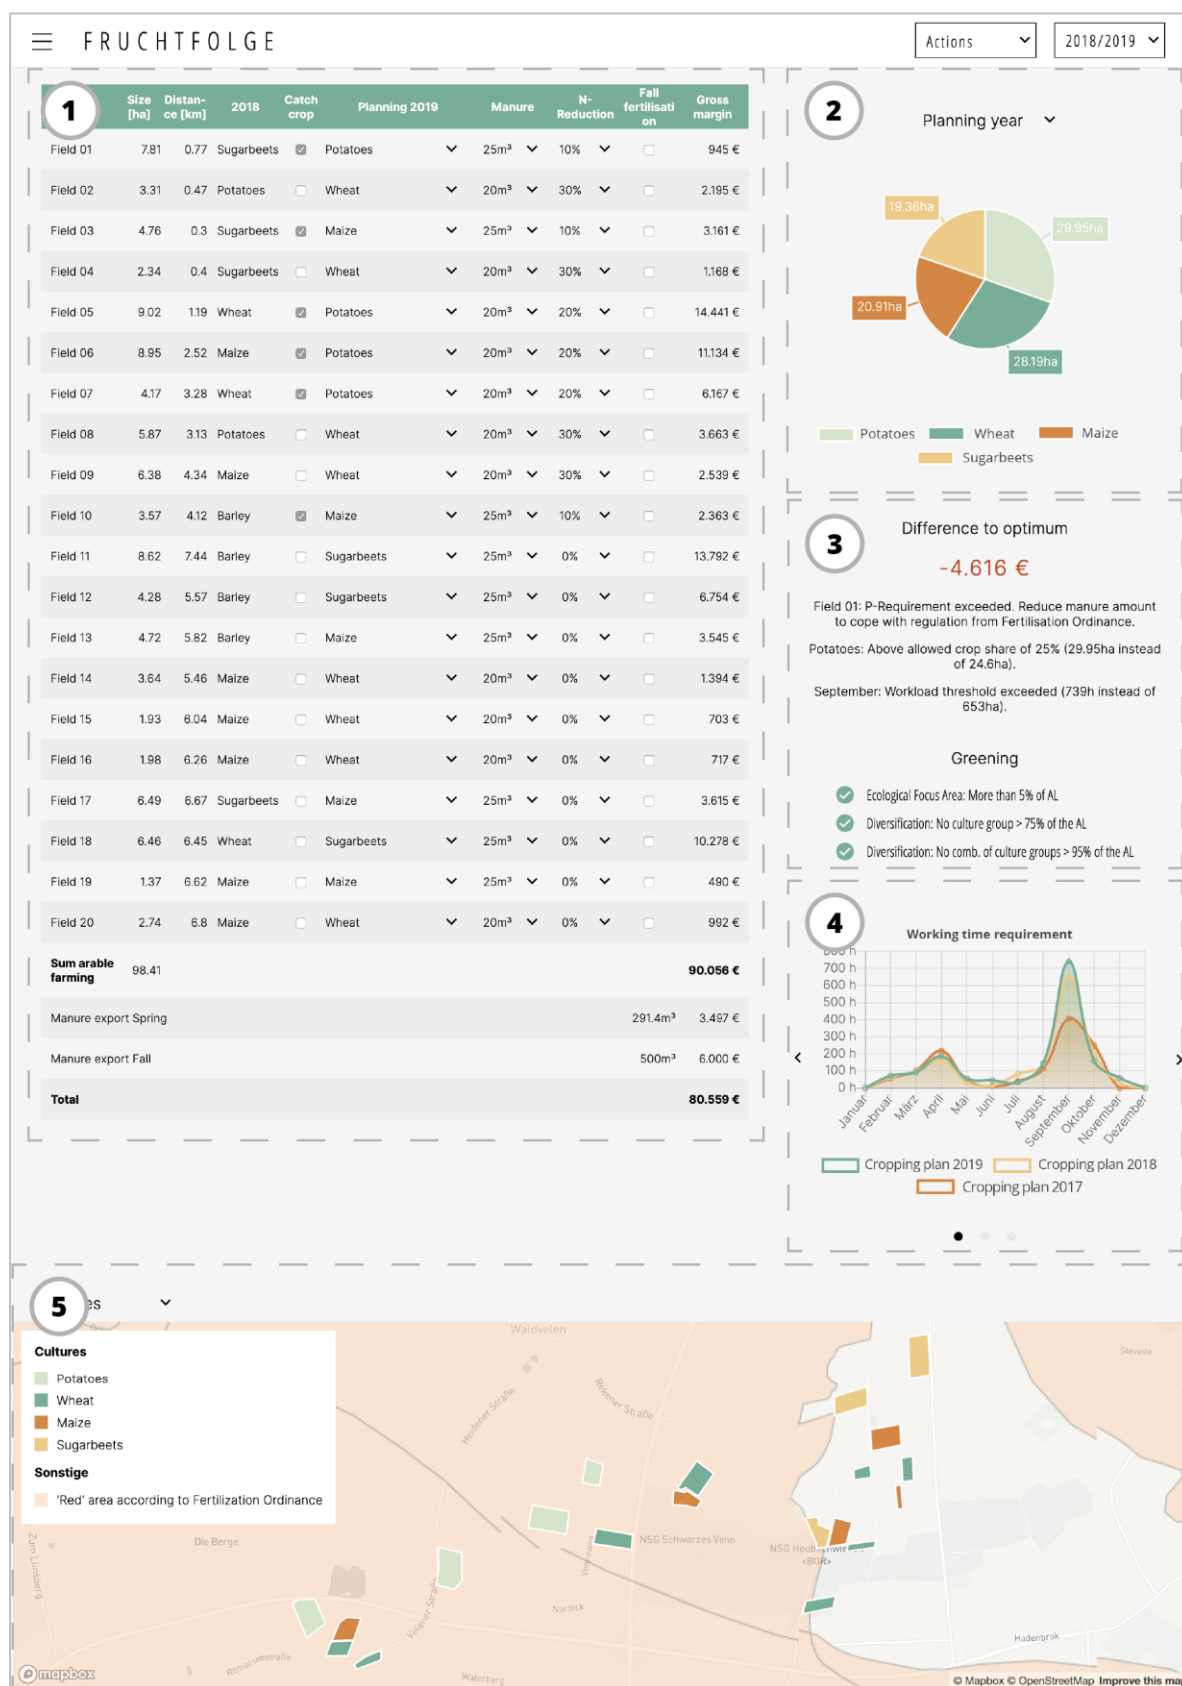 FRUCHTFOLGE
Actions
2018/2019
1
Size [ha] Distan-ce [km] 2018 Catch crop Planning 2019 Manure N-Reduction Fall fertilisati on Gross margin
Field 01 7.81 0.77 Sugarbeets Potatoes 25m³ 10% 945 €
Field 02 3.31 0.47 Potatoes Wheat 20m³ 30% 2.195 €
Field 03 4.76 0.3 Sugarbeets Maize 25m³ 10% 3.161 €
Field 04 2.34 0.4 Sugarbeets Wheat 20m³ 30% 1.168 €
Field 05 9.02 1.19 Wheat Potatoes 20m³ 20% 14.441 €
Field 06 8.95 2.52 Maize Potatoes 20m³ 20% 11.134 €
Field 07 4.17 3.28 Wheat Potatoes 20m³ 20% 6.167 €
Field 08 5.87 3.13 Potatoes Wheat 20m³ 30% 3.663 €
Field 09 6.38 4.34 Maize Wheat 20m³ 30% 2.539 €
Field 10 3.57 4.12 Barley Maize 25m³ 10% 2.363 €
Field 11 8.62 7.44 Barley Sugarbeets 25m³ 0% 13.792 €
Field 12 4.28 5.57 Barley Sugarbeets 25m³ 0% 6.754 €
Field 13 4.72 5.82 Barley Maize 25m³ 0% 3.545 €
Field 14 3.64 5.46 Maize Wheat 20m³ 0% 1.394 €
Field 15 1.93 6.04 Maize Wheat 20m³ 0% 703 €
Field 16 1.98 6.26 Maize Wheat 20m³ 0% 717 €
Field 17 6.49 6.67 Sugarbeets Maize 25m³ 0% 3.615 €
Field 18 6.46 6.45 Wheat Sugarbeets 25m³ 0% 10.278 €
Field 19 1.37 6.62 Maize Maize 25m³ 0% 490 €
Field 20 2.74 6.8 Maize Wheat 20m³ 0% 992 €
Sum arable farming 98.41 90.056 €
Manure export Spring 291.4m³ 3.497 €
Manure export Fall 500m³ 6.000 €
Total 80.559 €
2
Planning year
19.36ha
29.95ha
20.91ha
28.19ha
Potatoes Wheat Maize
Sugarbeets
3
Difference to optimum
-4.616 €
Field 01: P-Requirement exceeded. Reduce manure amount
to cope with regulation from Fertilisation Ordinance.
Potatoes: Above allowed crop share of 25% (29.95ha instead
of 24.6ha).
September: Workload threshold exceeded (739h instead of
653ha).
Greening
Ecological Focus Area: More than 5% of AL
Diversification: No culture group > 75% of the AL
Diversification: No comb. of culture groups > 95% of the AL
4
Working time requirement
800 h
700 h
600 h
500 h
400 h
300 h
200 h
100 h
0 h
Januar Februar März April Mai Juni Juli August September Oktober November Dezember
Cropping plan 2019 Cropping plan 2018
Cropping plan 2017
5
es
Cultures
Potatoes
Wheat
Maize
Sugarbeets
Sonstige
'Red' area according to Fertilization Ordinance
Waldvelen
Stevede
Heidener Straße
Rekener Straße
Zum Lünsberg
Die Berge
NSG Schwarzes Venn
NSG
<BOR>
Velener Straße
Nordick
Römerseestraße
Waterberg
Hadenbrok
mapbox
© Mapbox © OpenStreetMap Improve this map